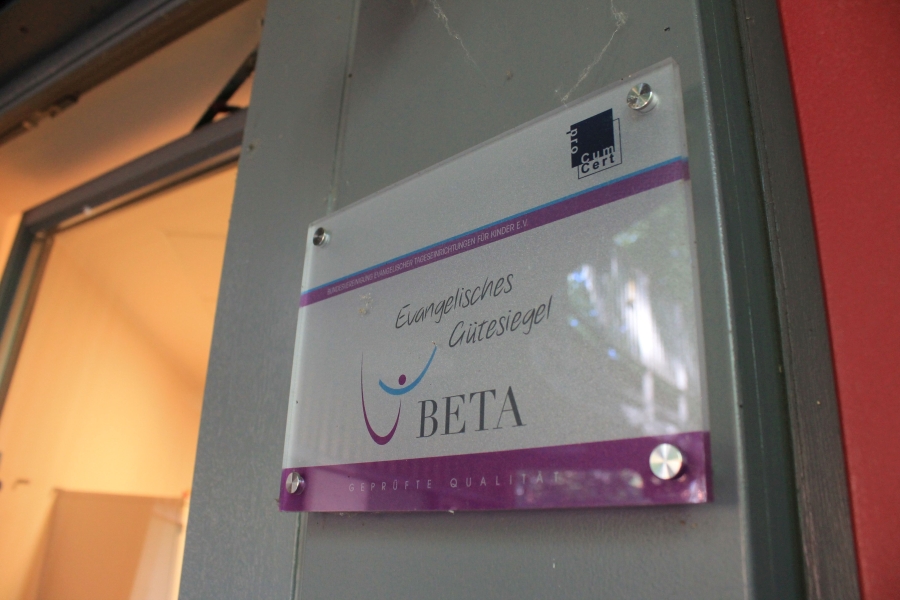 pro
Cum
Cert
BUNDESVEREINIGUNG EVANGELISCHER TAGESEINRICHTUNGEN FÜR KINDER E.V.
Evangelisches
Gütesiegel
BETA
GEPRÜFTE QUALITÄT